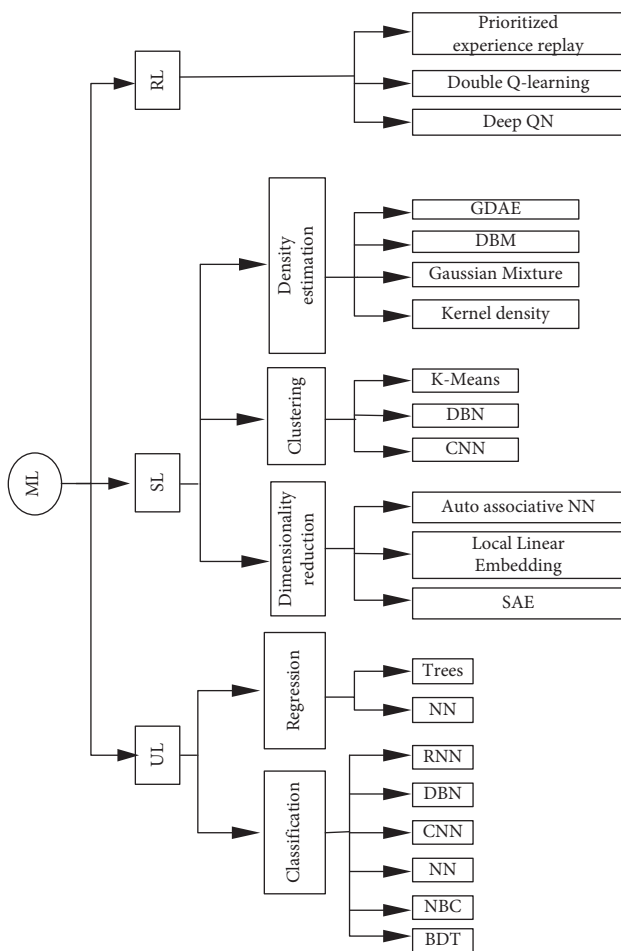 ML
RL
Prioritized
experience replay
Double Q-learning
Deep QN
SL
Density
estimation
GDAE
DBM
Gaussian Mixture
Kernel density
Clustering
K-Means
DBN
CNN
Dimensionality
reduction
Auto associative NN
Local Linear
Embedding
SAE
UL
Regression
Trees
NN
Classification
RNN
DBN
CNN
NN
NBC
BDT